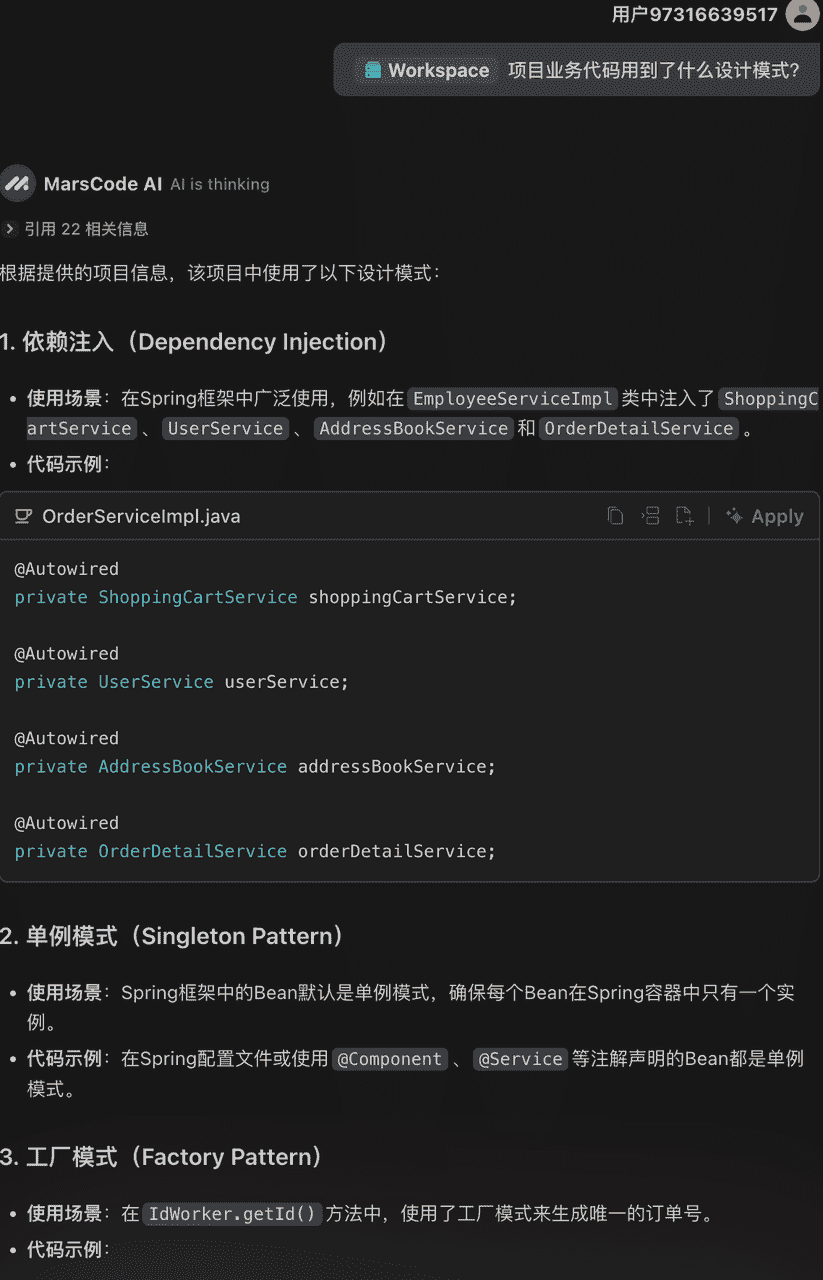 用户97316639517
Workspace 项目业务代码用到了什么设计模式?
MarsCode AI AI is thinking
引用 22 相关信息
根据提供的项目信息，该项目中使用了以下设计模式：
1. 依赖注入（Dependency Injection）
• 使用场景：在Spring框架中广泛使用，例如在 EmployeeServiceImpl 类中注入了 ShoppingC
artService 、 UserService 、 AddressBookService 和 OrderDetailService 。
• 代码示例：
OrderServiceImpl.java Apply
@Autowired
private ShoppingCartService shoppingCartService;
@Autowired
private UserService userService;
@Autowired
private AddressBookService addressBookService;
@Autowired
private OrderDetailService orderDetailService;
2. 单例模式（Singleton Pattern）
• 使用场景：Spring框架中的Bean默认是单例模式，确保每个Bean在Spring容器中只有一个实
例。
• 代码示例：在Spring配置文件或使用 @Component 、 @Service 等注解声明的Bean都是单例
模式。
3. 工厂模式（Factory Pattern）
• 使用场景：在 IdWorker.getId() 方法中，使用了工厂模式来生成唯一的订单号。
• 代码示例：